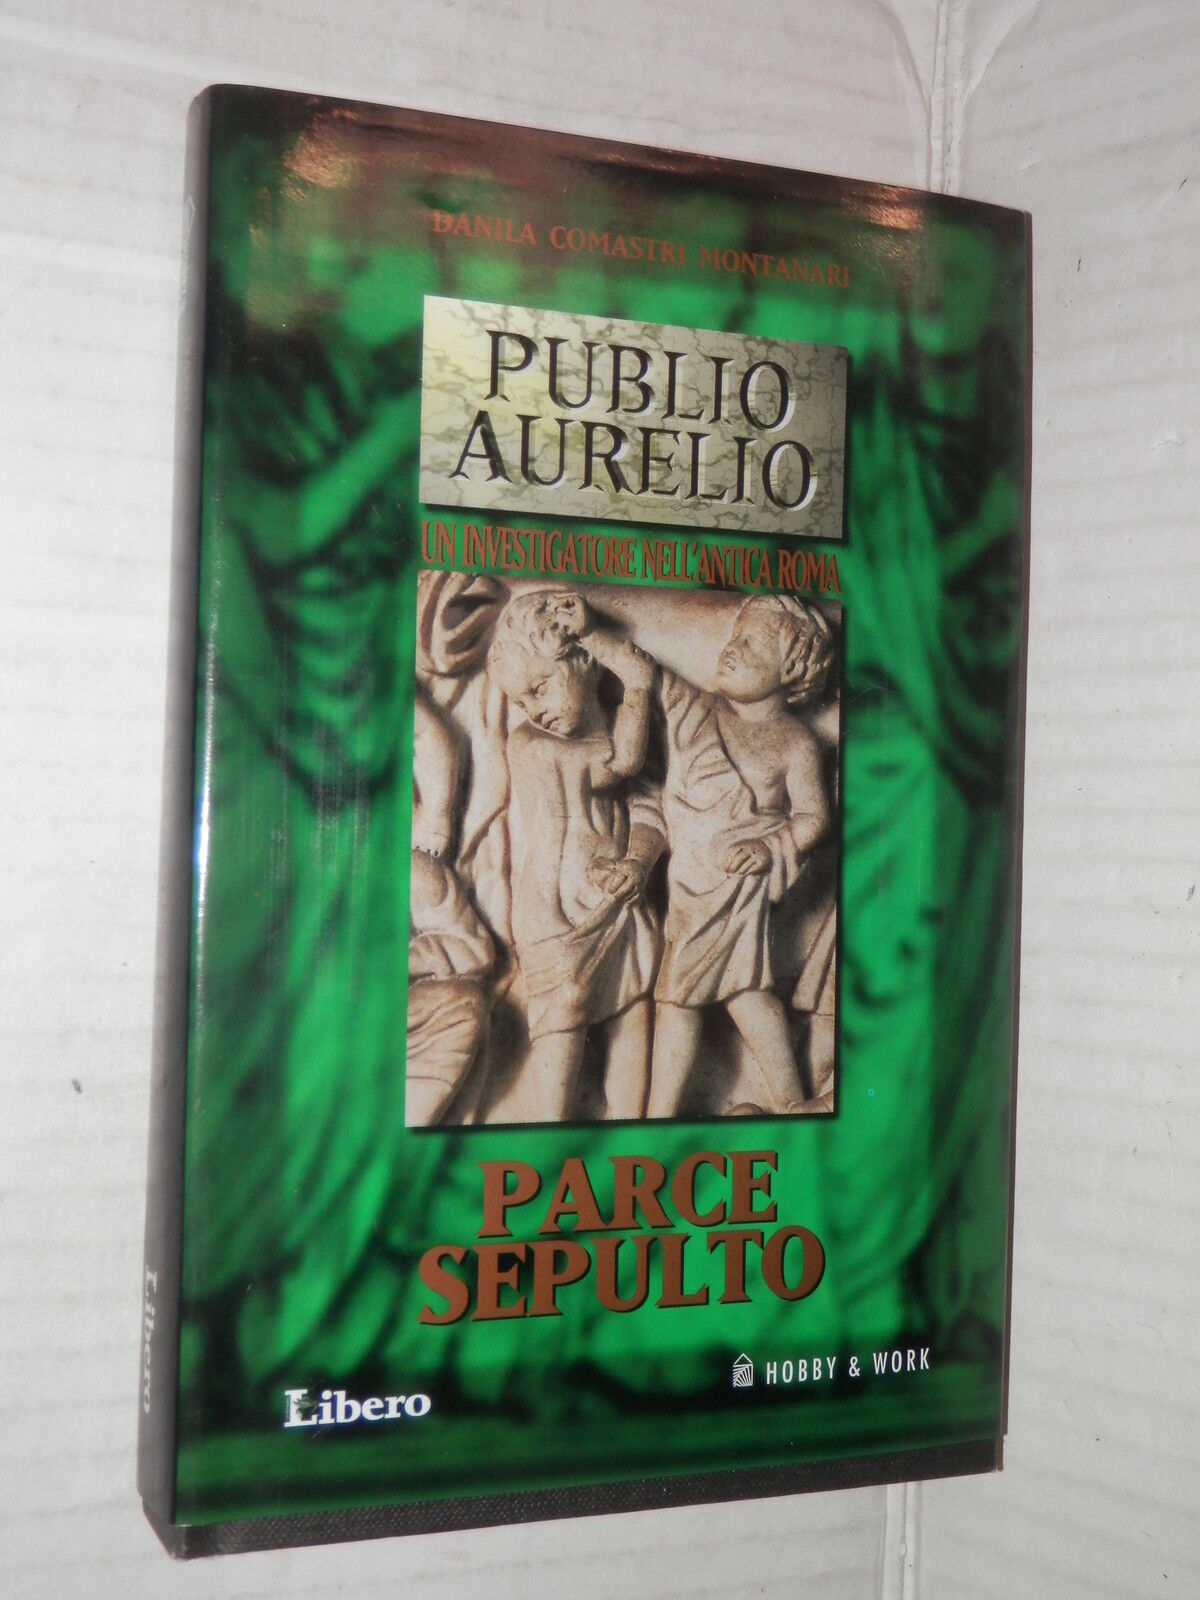 DANILA COMASTRI MONTANARI
PUBLIO
AURELIO
UN INVESTIGATORE NELL'ANTICA ROMA
PARCE
SEPULTO
HOBBY & WORK
Libero
Libero